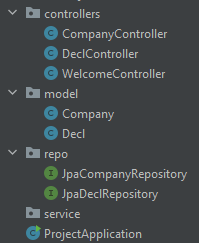 controllers
CompanyController
DeclController
WelcomeController
model
Company
Decl
repo
JpaCompanyRepository
JpaDeclRepository
service
ProjectApplication